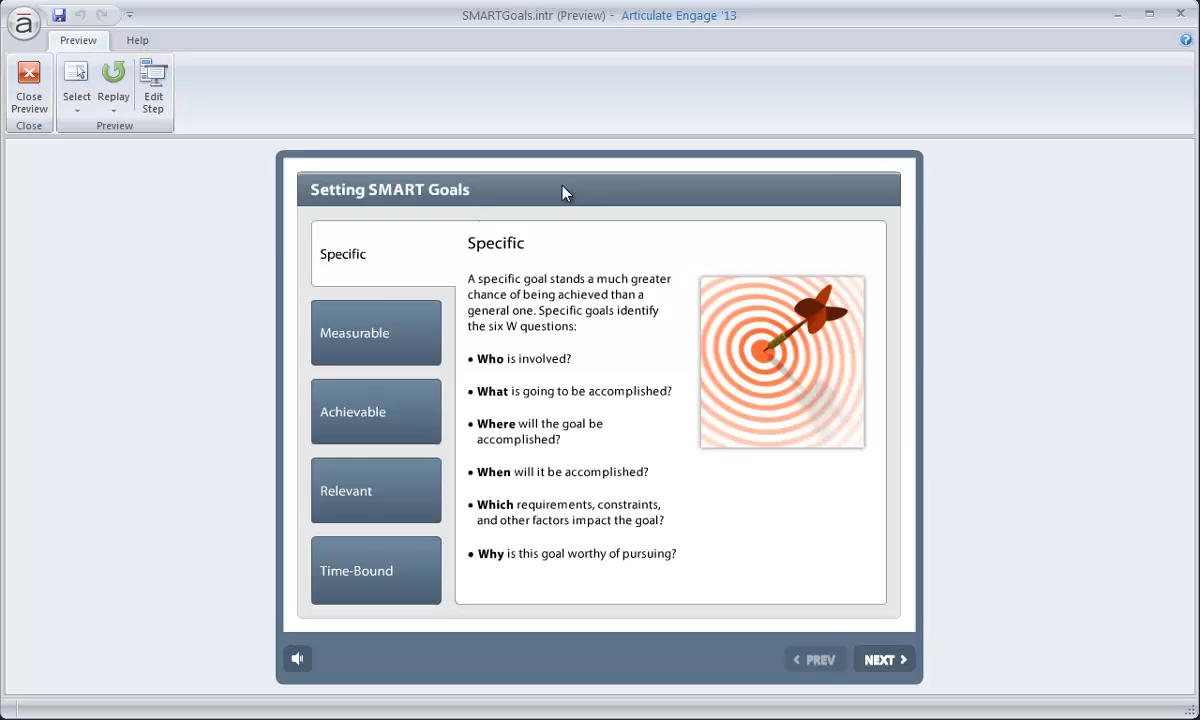 SMARTGoals.intr (Preview) - Articulate Engage '13
Preview
Help
Close Preview
Select
Replay
Edit Step
Close
Preview
Setting SMART Goals
Specific
Measurable
Achievable
Relevant
Time-Bound
Specific
A specific goal stands a much greater
chance of being achieved than a
general one. Specific goals identify
the six W questions:
• Who is involved?
• What is going to be accomplished?
• Where will the goal be
accomplished?
• When will it be accomplished?
• Which requirements, constraints,
and other factors impact the goal?
• Why is this goal worthy of pursuing?
PREV
NEXT